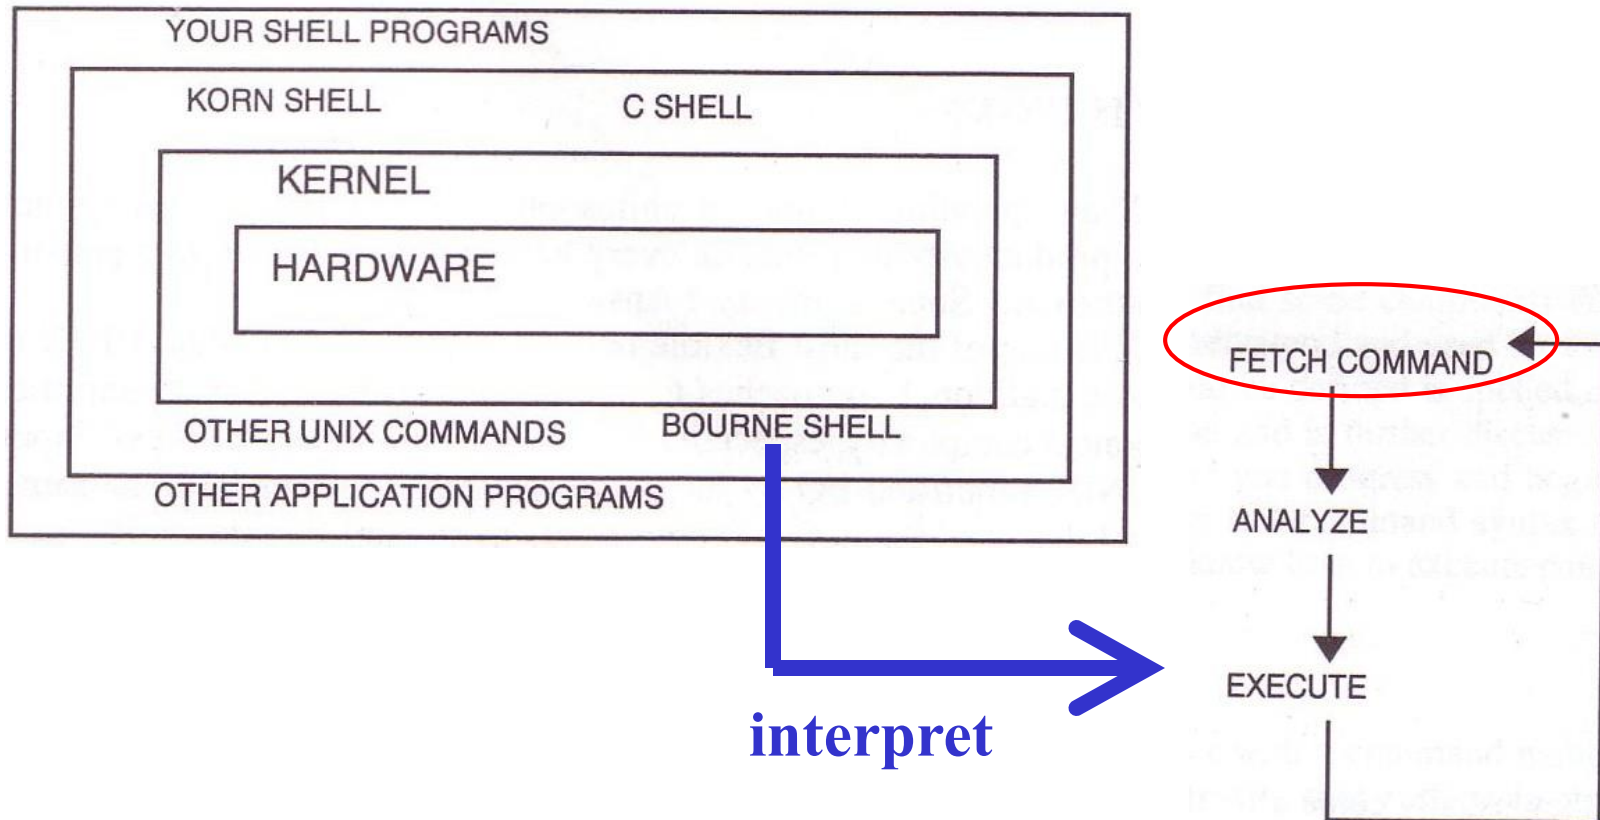 YOUR SHELL PROGRAMS
KORN SHELL
C SHELL
KERNEL
HARDWARE
OTHER UNIX COMMANDS
BOURNE SHELL
OTHER APPLICATION PROGRAMS
interpret
FETCH COMMAND
ANALYZE
EXECUTE